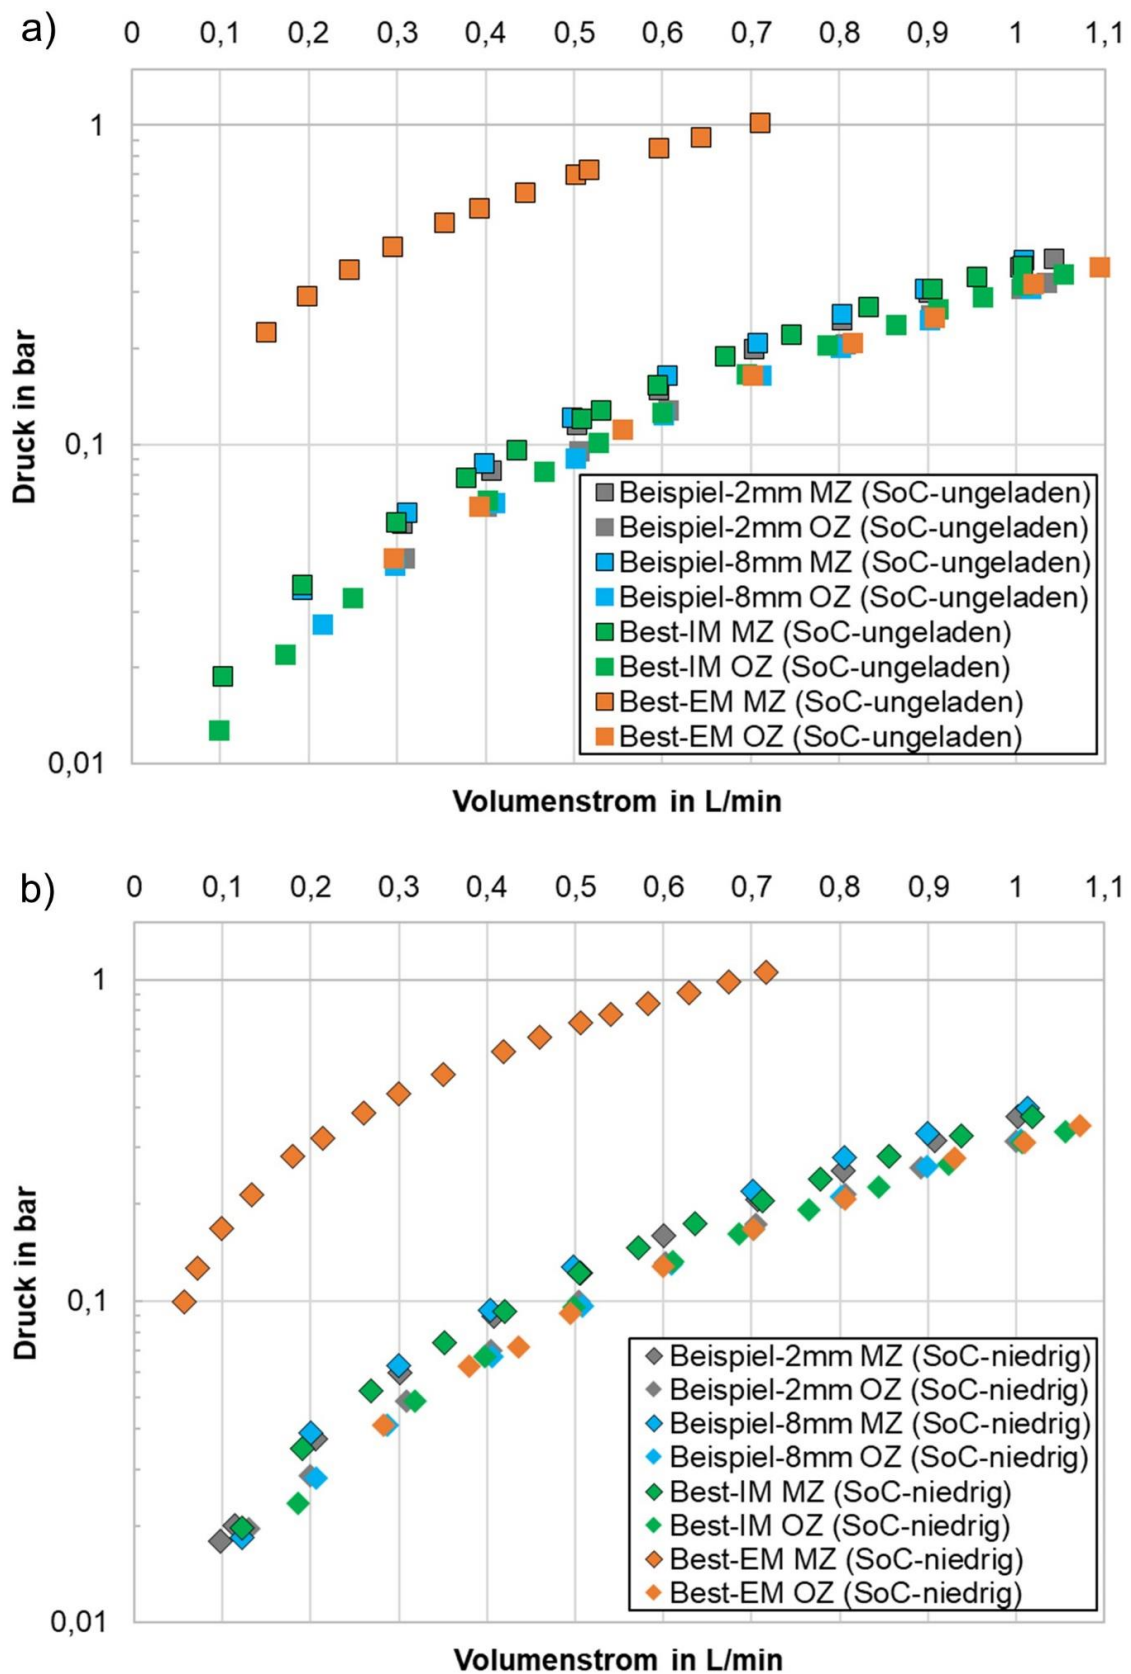 a)
0 0,1 0,2 0,3 0,4 0,5 0,6 0,7 0,8 0,9 1 1,1
1
0,1
0,01
Druck in bar
Beispiel-2mm MZ (SoC-ungeladen)
Beispiel-2mm OZ (SoC-ungeladen)
Beispiel-8mm MZ (SoC-ungeladen)
Beispiel-8mm OZ (SoC-ungeladen)
Best-IM MZ (SoC-ungeladen)
Best-IM OZ (SoC-ungeladen)
Best-EM MZ (SoC-ungeladen)
Best-EM OZ (SoC-ungeladen)
Volumenstrom in L/min
b)
0 0,1 0,2 0,3 0,4 0,5 0,6 0,7 0,8 0,9 1 1,1
1
0,1
0,01
Druck in bar
Beispiel-2mm MZ (SoC-niedrig)
Beispiel-2mm OZ (SoC-niedrig)
Beispiel-8mm MZ (SoC-niedrig)
Beispiel-8mm OZ (SoC-niedrig)
Best-IM MZ (SoC-niedrig)
Best-IM OZ (SoC-niedrig)
Best-EM MZ (SoC-niedrig)
Best-EM OZ (SoC-niedrig)
Volumenstrom in L/min